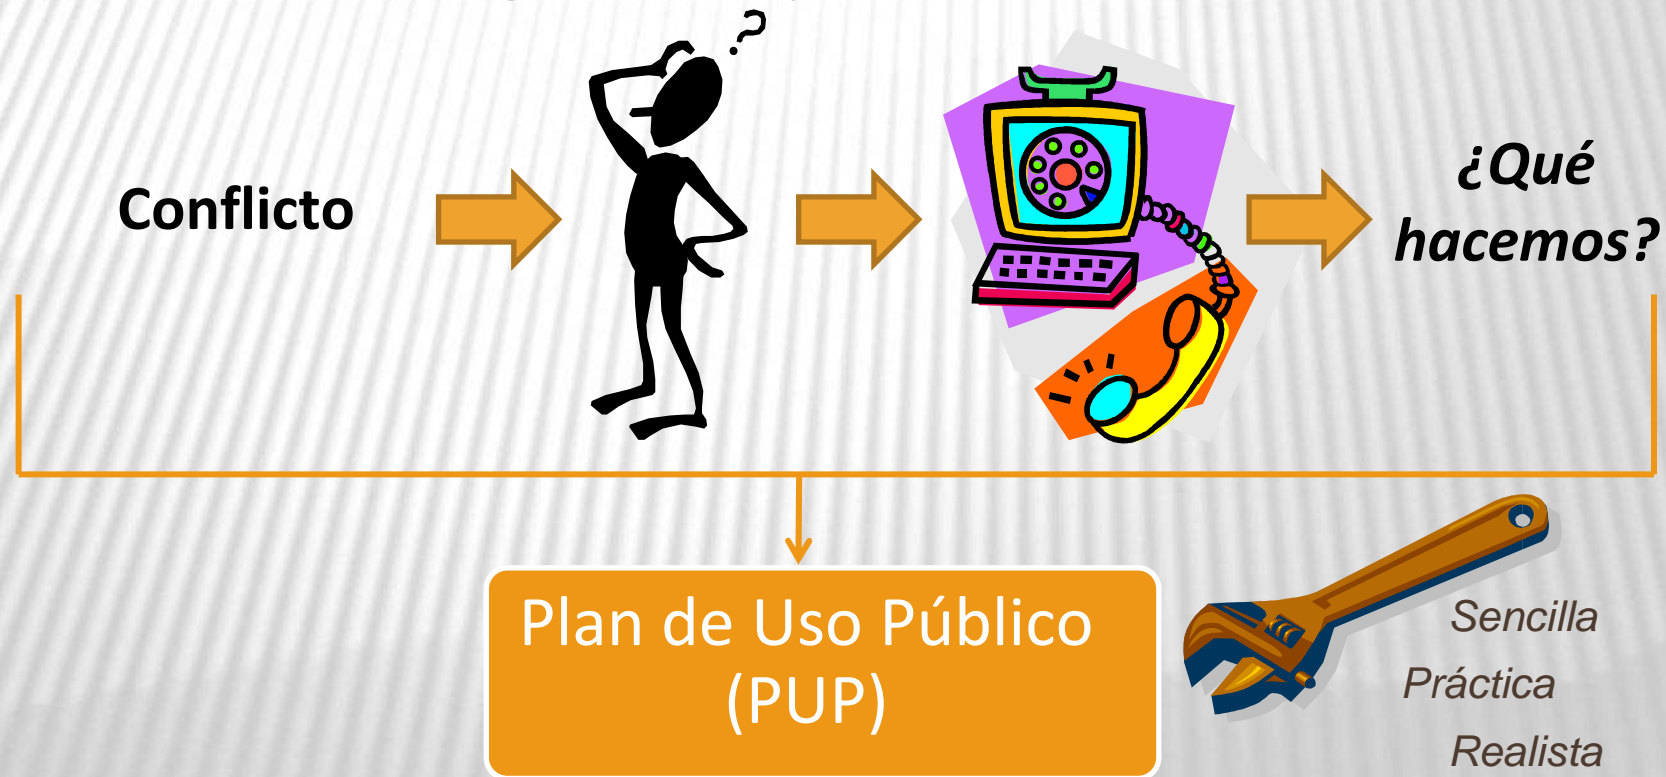 ?
Conflicto
¿Qué
hacemos?
Plan de Uso Público
(PUP)
Sencilla
Práctica
Realista